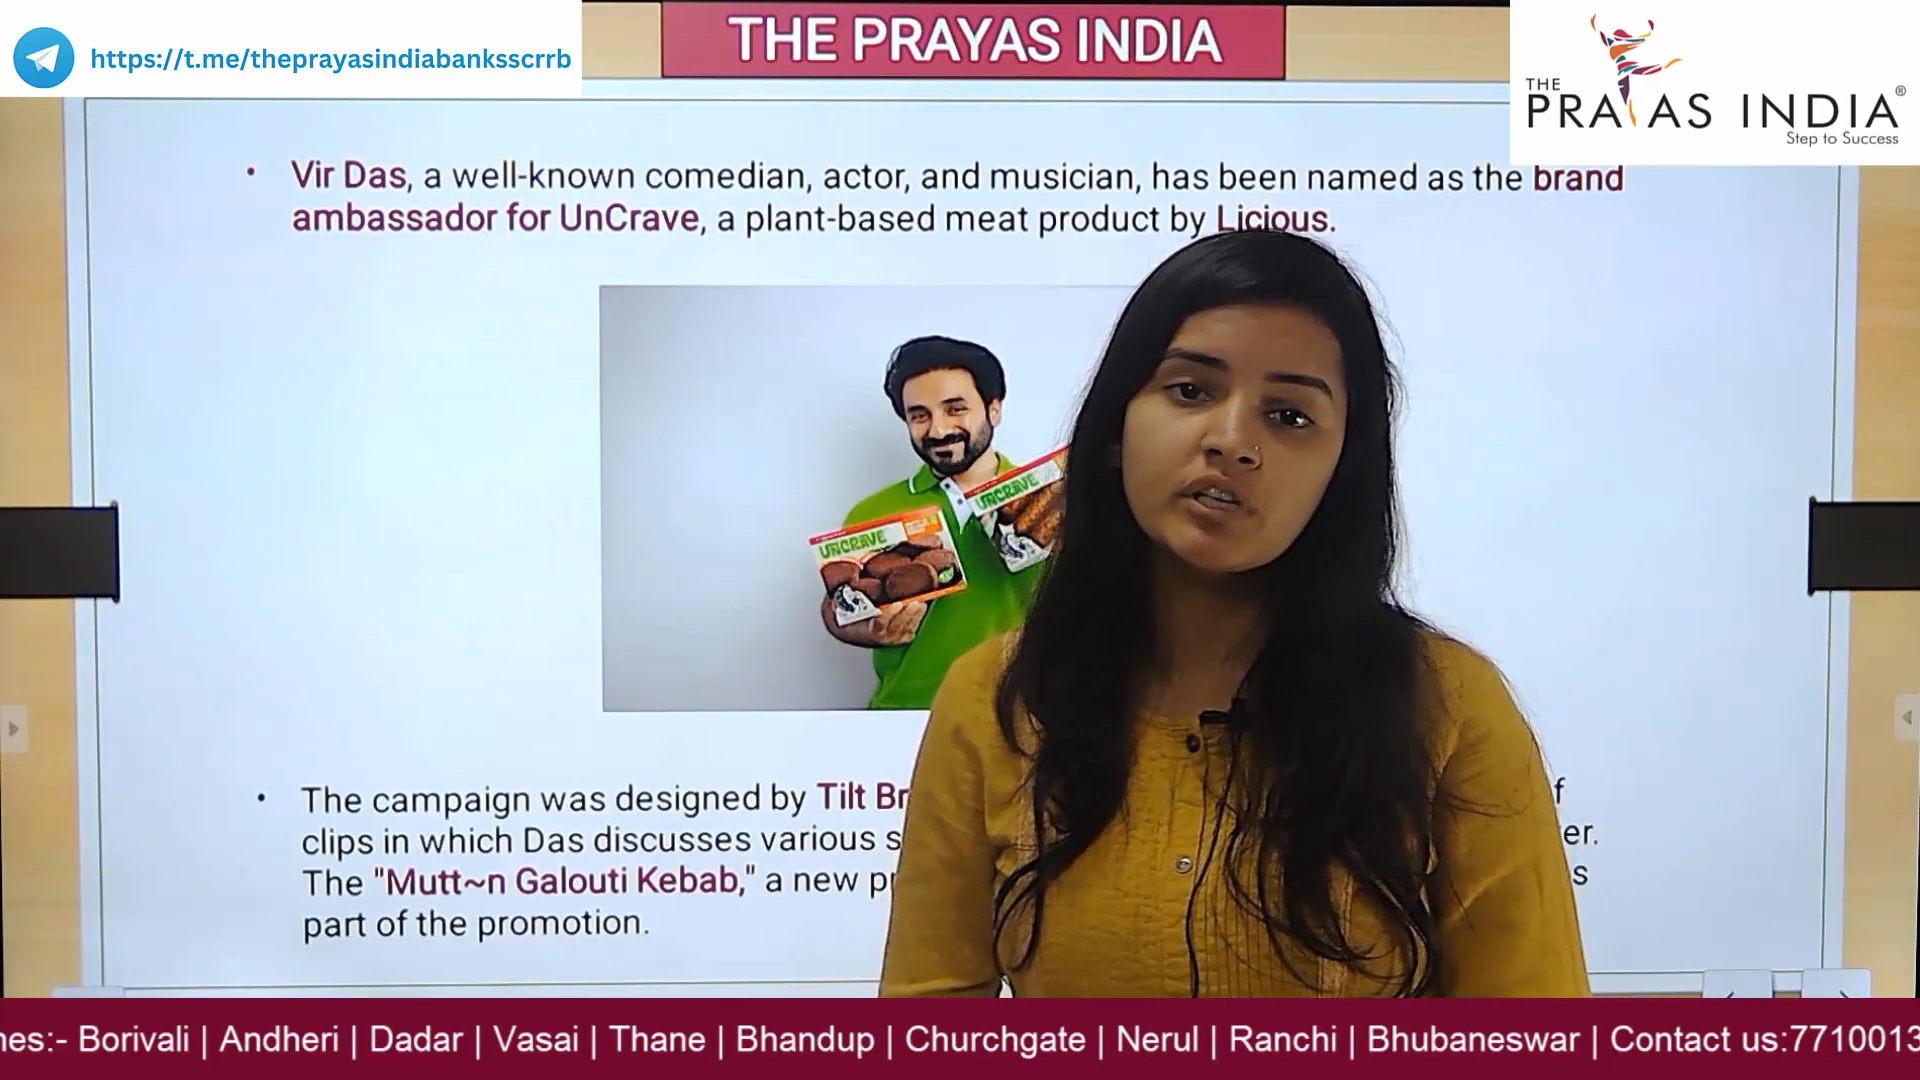 https://t.me/theprayasindiabanksscrrb
THE PRAYAS INDIA
THE
PRAYAS INDIA®
Step to Success
• Vir Das, a well-known comedian, actor, and musician, has been named as the brand
ambassador for UnCrave, a plant-based meat product by Licious.
UNCRAVE
UNCRAVE
• The campaign was designed by Tilt Br
f
clips in which Das discusses various s
er.
The "Mutt~n Galouti Kebab," a new p
s
part of the promotion.
hes:- Borivali | Andheri | Dadar | Vasai | Thane | Bhandup | Churchgate | Nerul | Ranchi | Bhubaneswar | Contact us:7710013